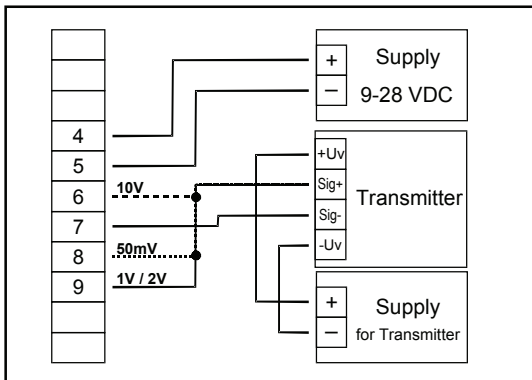 4
5
6
7
8
9
10V
50mV
1V / 2V
+ Supply
– 9-28 VDC
+Uv
Sig+
Sig-
-Uv
Transmitter
+ Supply
– for Transmitter